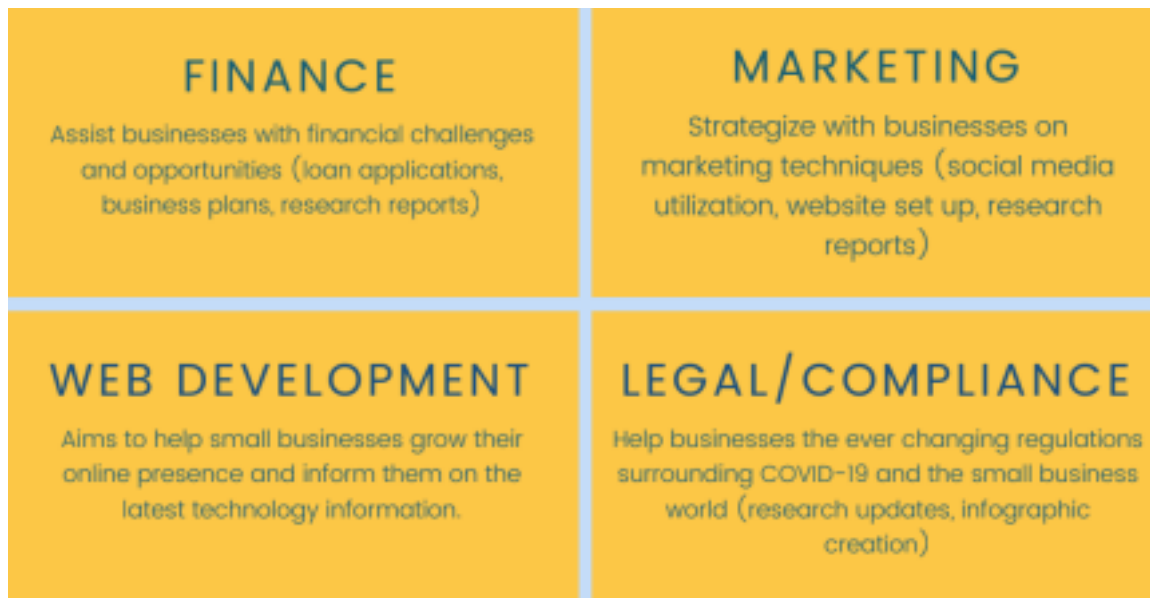 FINANCE
Assist businesses with financial challenges
and opportunities (loan applications,
business plans, research reports)
MARKETING
Strategize with businesses on
marketing techniques (social media
utilization, website set up, research
reports)
WEB DEVELOPMENT
Aims to help small businesses grow their
online presence and inform them on the
latest technology information.
LEGAL/COMPLIANCE
Help businesses the ever changing regulations
surrounding COVID-19 and the small business
world (research updates, infographic
creation)